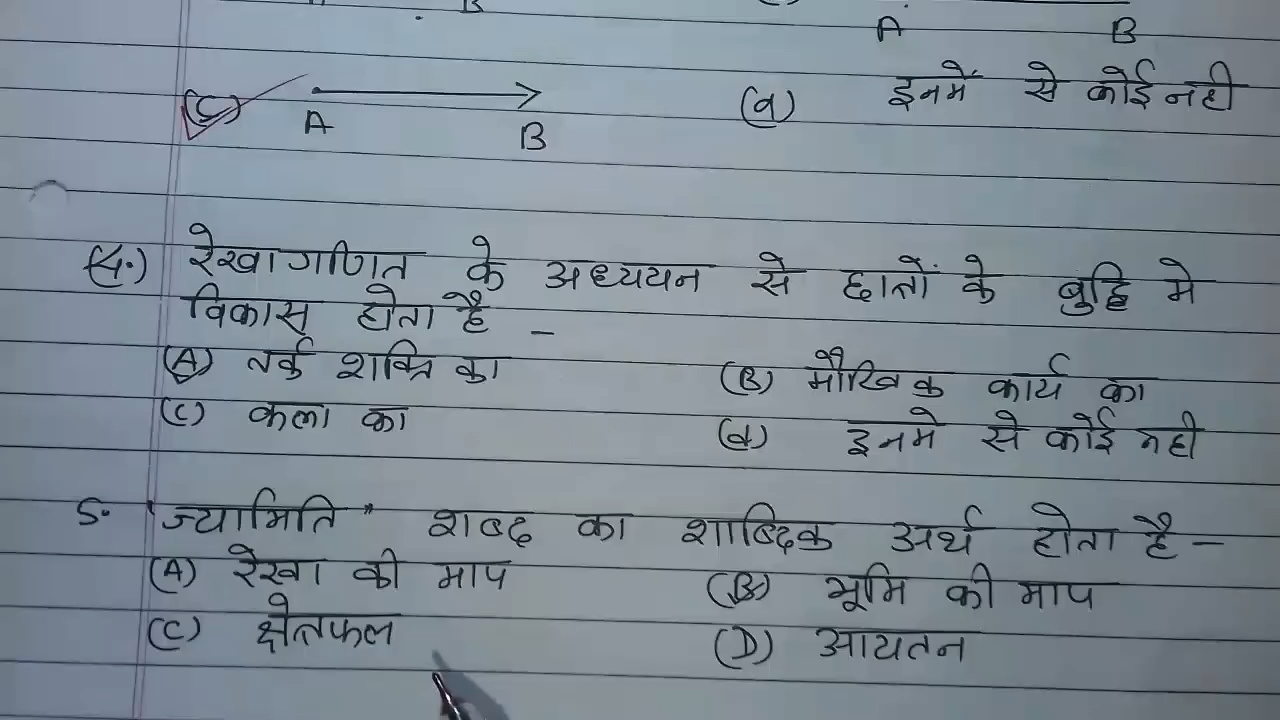 B
A B
(C) A B (d) इनमें से कोई नही
(4.) रेखागणित के अध्ययन से छात्रों के बुद्धि मे
विकास होता है –
(A) तर्क शक्ति का (B) मौखिक कार्य का
(C) कला का (d) इनमे से कोई नही
5. "ज्यामिति" शब्द का शाब्दिक अर्थ होता है –
(A) रेखा की माप (B) भूमि की माप
(C) क्षेत्रफल (D) आयतन